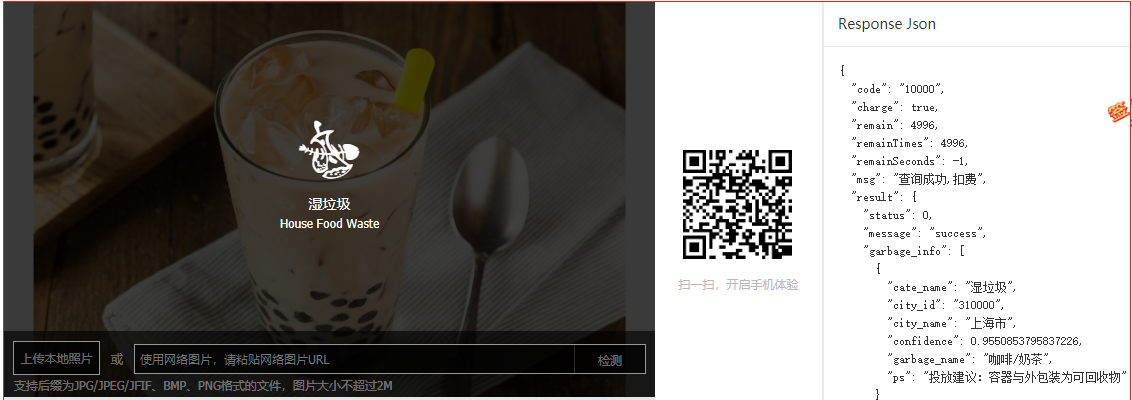 湿垃圾
House Food Waste
上传本地照片 或 使用网络图片，请粘贴网络图片URL 检测
支持后缀为JPG/JPEG/JFIF、BMP、PNG格式的文件，图片大小不超过2M
扫一扫，开启手机体验
Response Json
{
"code": "10000",
"charge": true,
"remain": 4996,
"remainTimes": 4996,
"remainSeconds": -1,
"msg": "查询成功,扣费",
"result": {
"status": 0,
"message": "success",
"garbage_info": [
{
"cate_name": "湿垃圾",
"city_id": "310000",
"city_name": "上海市",
"confidence": 0.9550853795837226,
"garbage_name": "咖啡/奶茶",
"ps": "投放建议：容器与外包装为可回收物"
}
签